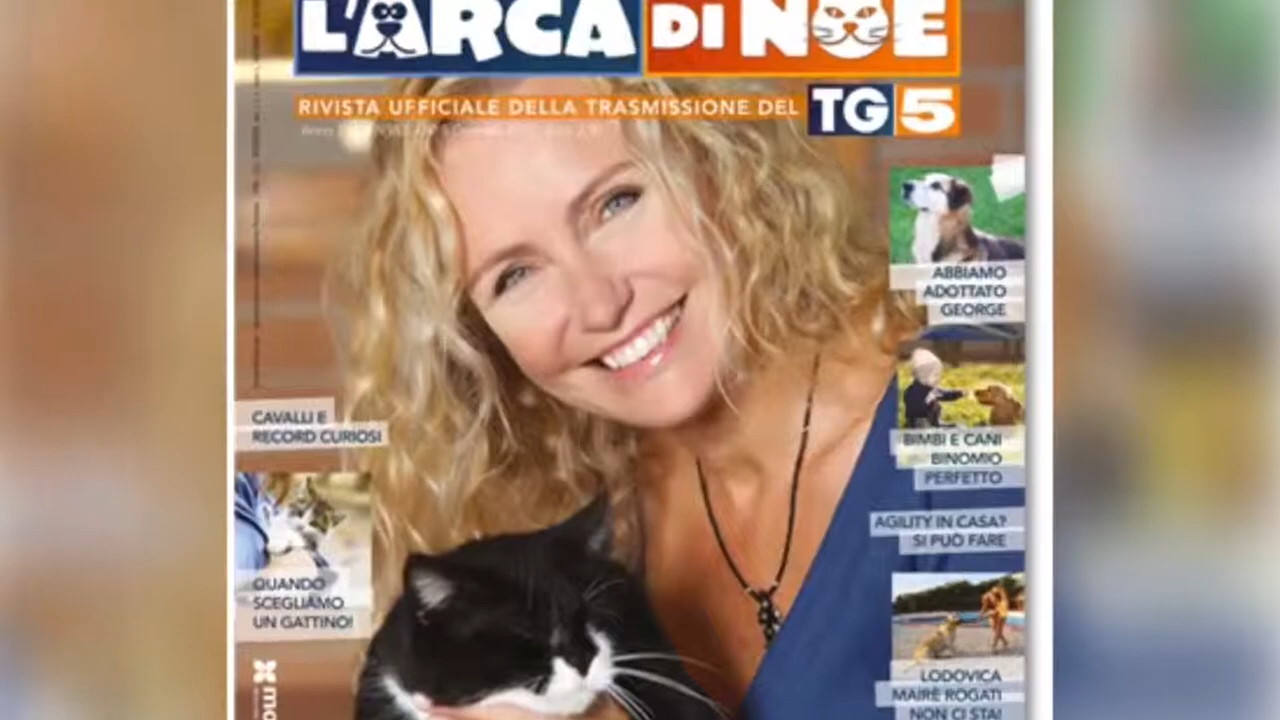 L'ARCA DI NOE
RIVISTA UFFICIALE DELLA TRASMISSIONE DEL TG5
ABBIAMO
ADOTTATO
GEORGE
CAVALLI E
RECORD CURIOSI
BIMBI E CANI
BINOMIO
PERFETTO
AGILITY IN CASA?
SI PUÒ FARE
QUANDO
SCEGLIAMO
UN GATTINO!
LODOVICA
MAIRÈ ROGATI
NON CI STA!